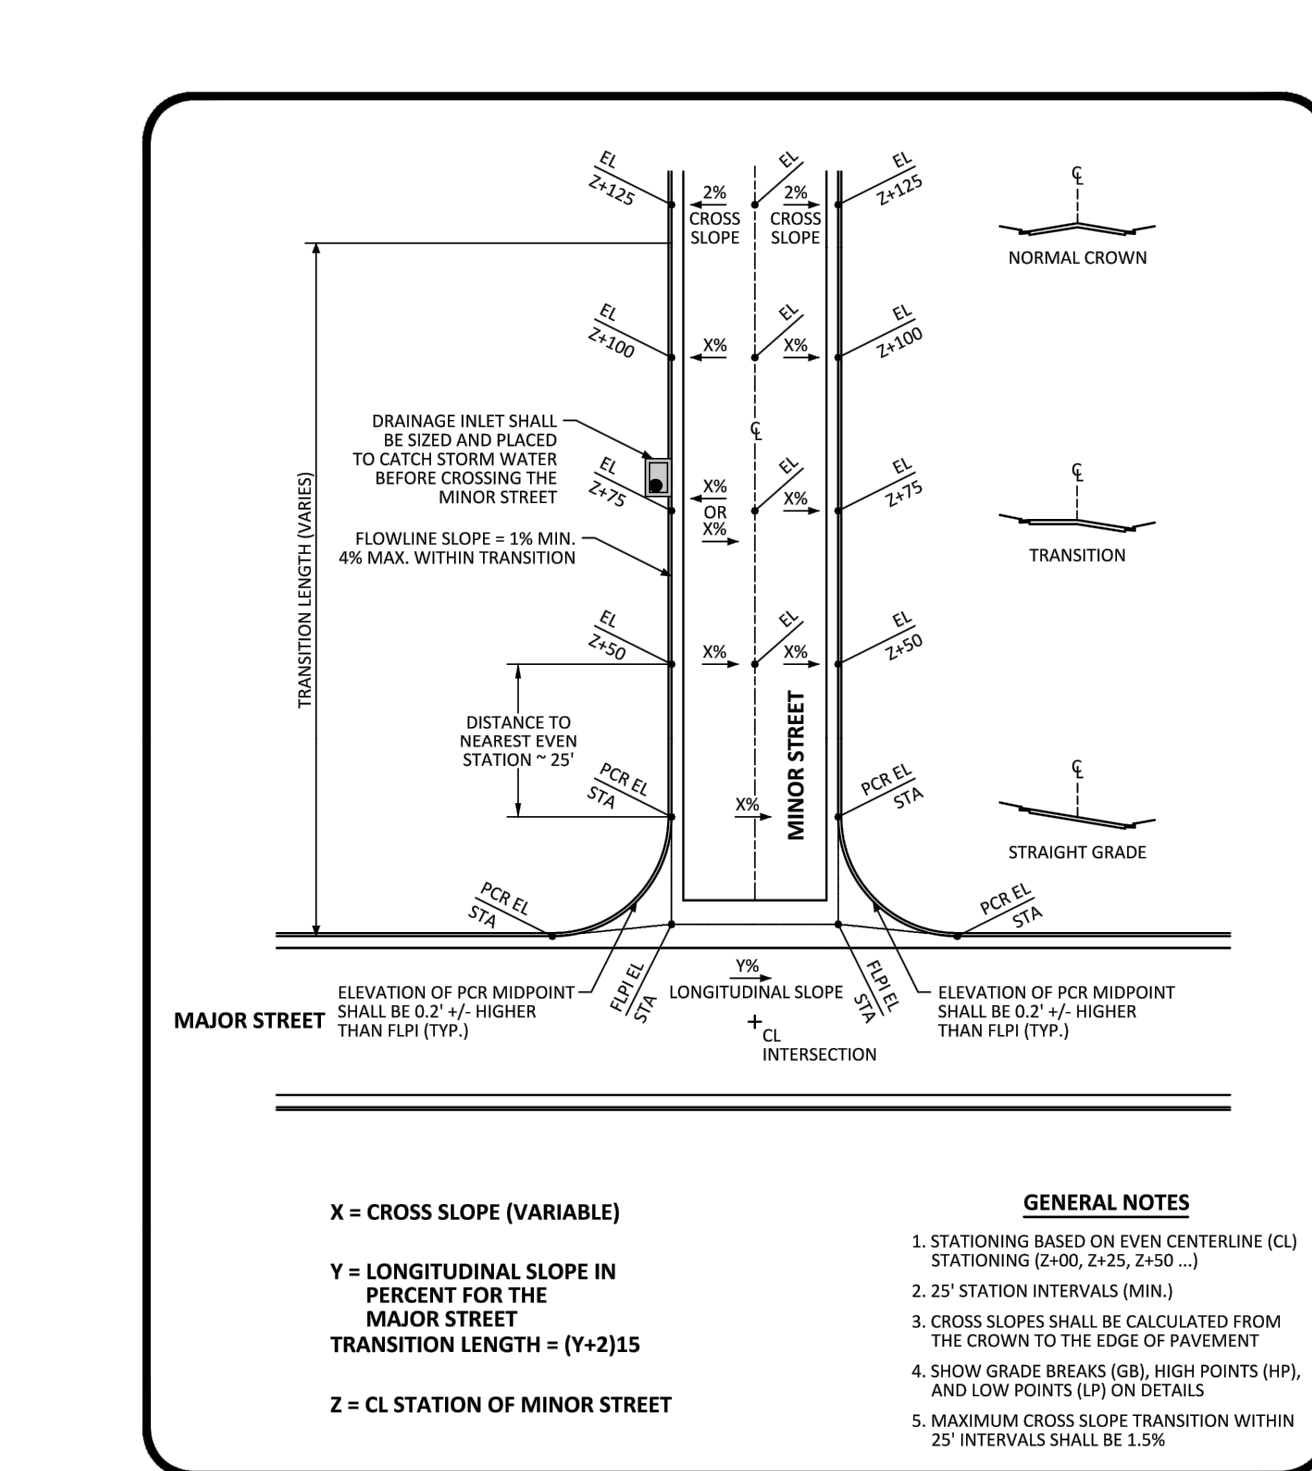 EL
Z+125
2%
CROSS
SLOPE
EL
2%
CROSS
SLOPE
EL
Z+125
℄
NORMAL CROWN
EL
Z+100
X%
EL
X%
EL
Z+100
DRAINAGE INLET SHALL
BE SIZED AND PLACED
TO CATCH STORM WATER
BEFORE CROSSING THE
MINOR STREET
℄
EL
Z+75
X%
OR
X%
EL
X%
EL
Z+75
℄
TRANSITION
TRANSITION LENGTH (VARIES)
FLOWLINE SLOPE = 1% MIN.
4% MAX. WITHIN TRANSITION
EL
Z+50
X%
EL
X%
EL
Z+50
DISTANCE TO
NEAREST EVEN
STATION ~ 25'
MINOR STREET
PCR EL
STA
X%
PCR EL
STA
℄
STRAIGHT GRADE
PCR EL
STA
PCR EL
STA
MAJOR STREET
ELEVATION OF PCR MIDPOINT
SHALL BE 0.2' +/- HIGHER
THAN FLPI (TYP.)
FLPI EL
STA
Y%
LONGITUDINAL SLOPE
CL
INTERSECTION
FLPI EL
STA
ELEVATION OF PCR MIDPOINT
SHALL BE 0.2' +/- HIGHER
THAN FLPI (TYP.)
X = CROSS SLOPE (VARIABLE)
Y = LONGITUDINAL SLOPE IN
PERCENT FOR THE
MAJOR STREET
TRANSITION LENGTH = (Y+2)15
Z = CL STATION OF MINOR STREET
GENERAL NOTES
1. STATIONING BASED ON EVEN CENTERLINE (CL)
STATIONING (Z+00, Z+25, Z+50 ...)
2. 25' STATION INTERVALS (MIN.)
3. CROSS SLOPES SHALL BE CALCULATED FROM
THE CROWN TO THE EDGE OF PAVEMENT
4. SHOW GRADE BREAKS (GB), HIGH POINTS (HP),
AND LOW POINTS (LP) ON DETAILS
5. MAXIMUM CROSS SLOPE TRANSITION WITHIN
25' INTERVALS SHALL BE 1.5%